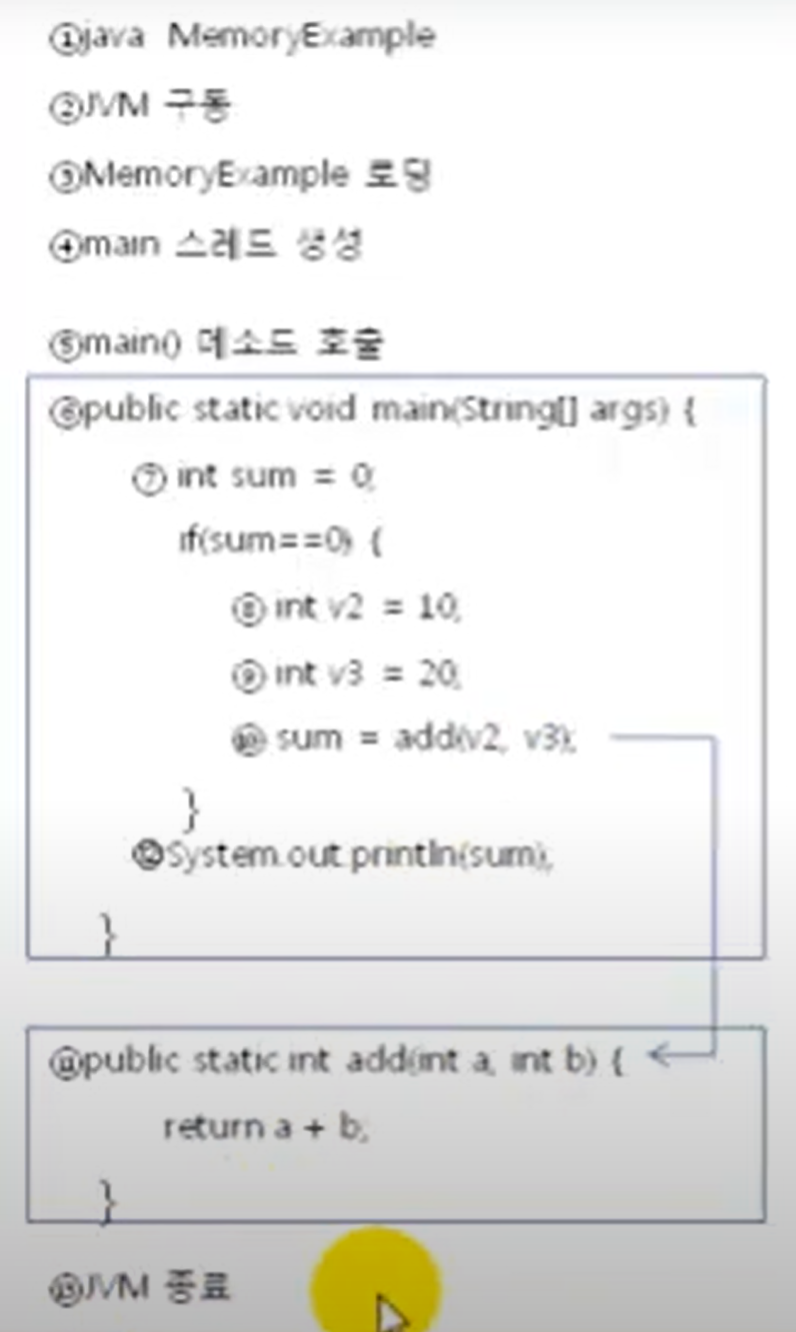 ①java MemoryExample
②JVM 구동
③MemoryExample 로딩
④main 스레드 생성
⑤main() 메소드 호출
⑥public static void main(String[] args) {
⑦ int sum = 0;
if(sum==0) {
⑧ int v2 = 10;
⑨ int v3 = 20;
⑩ sum = add(v2, v3);
}
⑫System.out.println(sum);
}
⑪public static int add(int a, int b) {
return a + b;
}
⑬JVM 종료